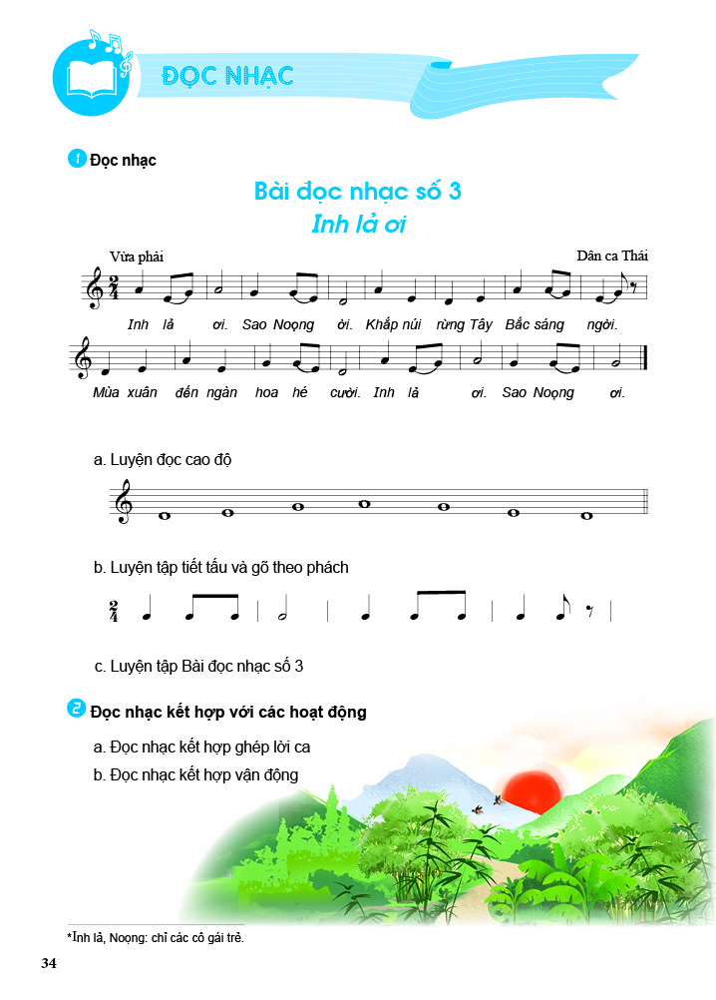 ĐỌC NHẠC
1 Đọc nhạc
Bài đọc nhạc số 3
Inh lả ơi
Vừa phải
Dân ca Thái
2
4
Inh lả ơi. Sao Noọng ời. Khắp núi rừng Tây Bắc sáng ngời.
Mùa xuân đến ngàn hoa hé cười. Inh lả ơi. Sao Noọng ơi.
a. Luyện đọc cao độ
b. Luyện tập tiết tấu và gõ theo phách
2
4
c. Luyện tập Bài đọc nhạc số 3
2 Đọc nhạc kết hợp với các hoạt động
a. Đọc nhạc kết hợp ghép lời ca
b. Đọc nhạc kết hợp vận động
*Inh lả, Noọng: chỉ các cô gái trẻ.
34